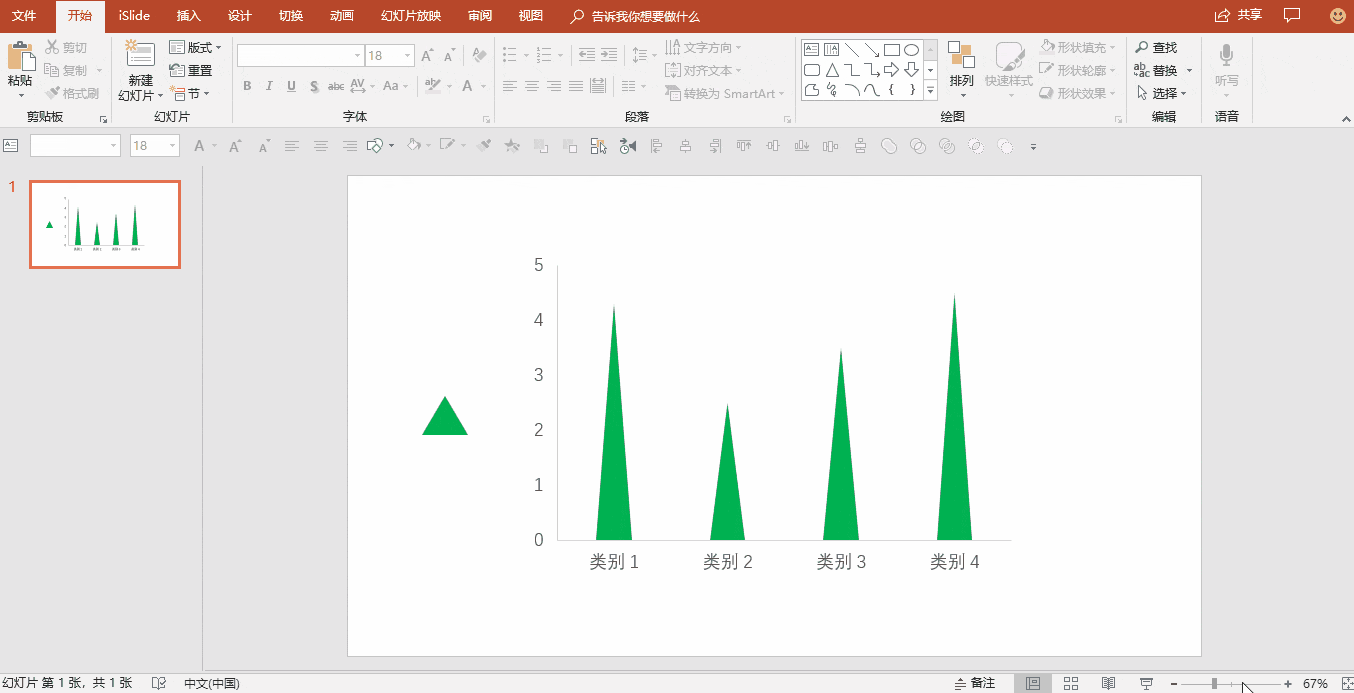 文件 开始 iSlide 插入 设计 切换 动画 幻灯片放映 审阅 视图 告诉我你想要做什么 共享
粘贴
剪切
复制
格式刷
剪贴板
新建
幻灯片
版式
重置
节
幻灯片
18
B I U S abc AV Aa
A
字体
文字方向
对齐文本
转换为 SmartArt
段落
排列
快速样式
形状填充
形状轮廓
形状效果
绘图
查找
替换
选择
编辑
听写
语音
18
1
5
4
3
2
1
0
类别 1 类别 2 类别 3 类别 4
幻灯片 第 1 张，共 1 张 中文(中国) 备注 67%